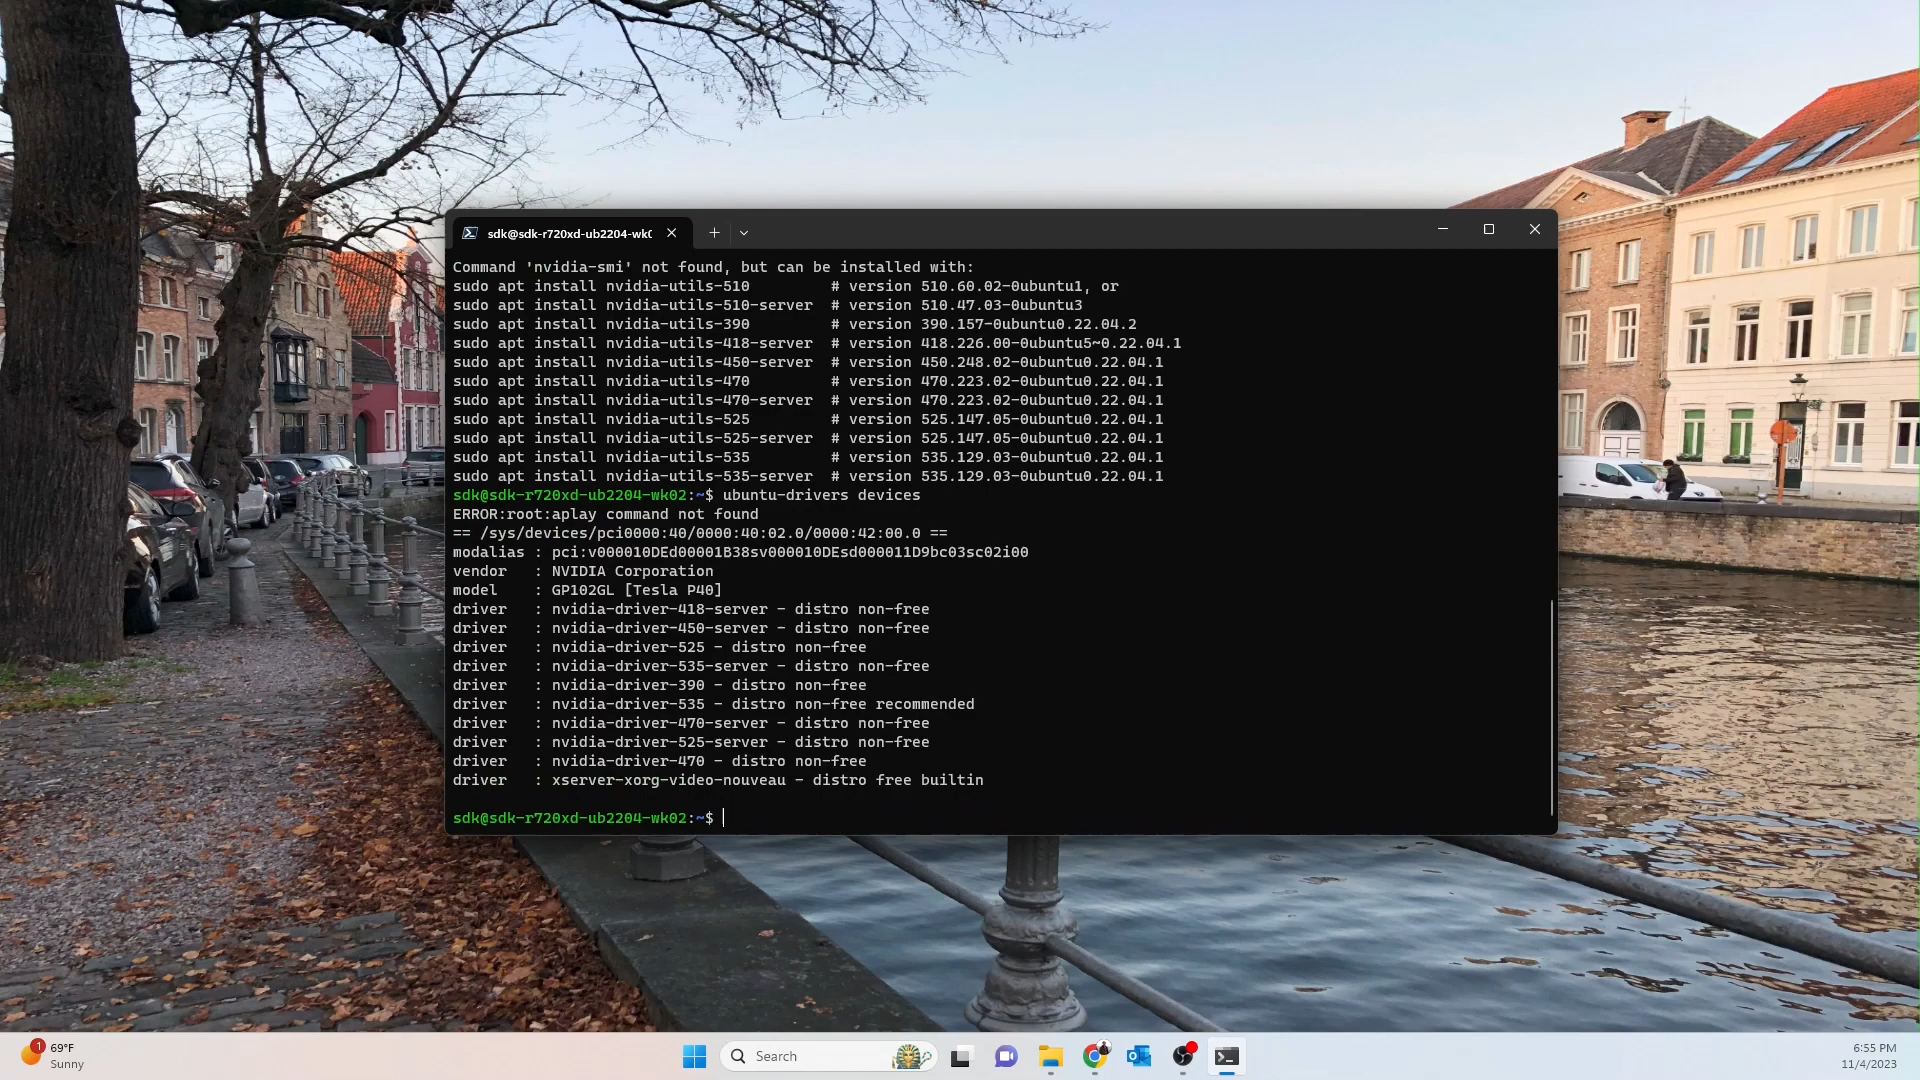 sdk@sdk-r720xd-ub2204-wk0
Command 'nvidia-smi' not found, but can be installed with:
sudo apt install nvidia-utils-510         # version 510.60.02-0ubuntu1, or
sudo apt install nvidia-utils-510-server  # version 510.47.03-0ubuntu3
sudo apt install nvidia-utils-390         # version 390.157-0ubuntu0.22.04.2
sudo apt install nvidia-utils-418-server  # version 418.226.00-0ubuntu5~0.22.04.1
sudo apt install nvidia-utils-450-server  # version 450.248.02-0ubuntu0.22.04.1
sudo apt install nvidia-utils-470         # version 470.223.02-0ubuntu0.22.04.1
sudo apt install nvidia-utils-470-server  # version 470.223.02-0ubuntu0.22.04.1
sudo apt install nvidia-utils-525         # version 525.147.05-0ubuntu0.22.04.1
sudo apt install nvidia-utils-525-server  # version 525.147.05-0ubuntu0.22.04.1
sudo apt install nvidia-utils-535         # version 535.129.03-0ubuntu0.22.04.1
sudo apt install nvidia-utils-535-server  # version 535.129.03-0ubuntu0.22.04.1
sdk@sdk-r720xd-ub2204-wk02:~$ ubuntu-drivers devices
ERROR:root:aplay command not found
== /sys/devices/pci0000:40/0000:40:02.0/0000:42:00.0 ==
modalias : pci:v000010DEd00001B38sv000010DEsd000011D9bc03sc02i00
vendor   : NVIDIA Corporation
model    : GP102GL [Tesla P40]
driver   : nvidia-driver-418-server - distro non-free
driver   : nvidia-driver-450-server - distro non-free
driver   : nvidia-driver-525 - distro non-free
driver   : nvidia-driver-535-server - distro non-free
driver   : nvidia-driver-390 - distro non-free
driver   : nvidia-driver-535 - distro non-free recommended
driver   : nvidia-driver-470-server - distro non-free
driver   : nvidia-driver-525-server - distro non-free
driver   : nvidia-driver-470 - distro non-free
driver   : xserver-xorg-video-nouveau - distro free builtin
sdk@sdk-r720xd-ub2204-wk02:~$
1
69°F
Sunny
Search
6:55 PM
11/4/2023